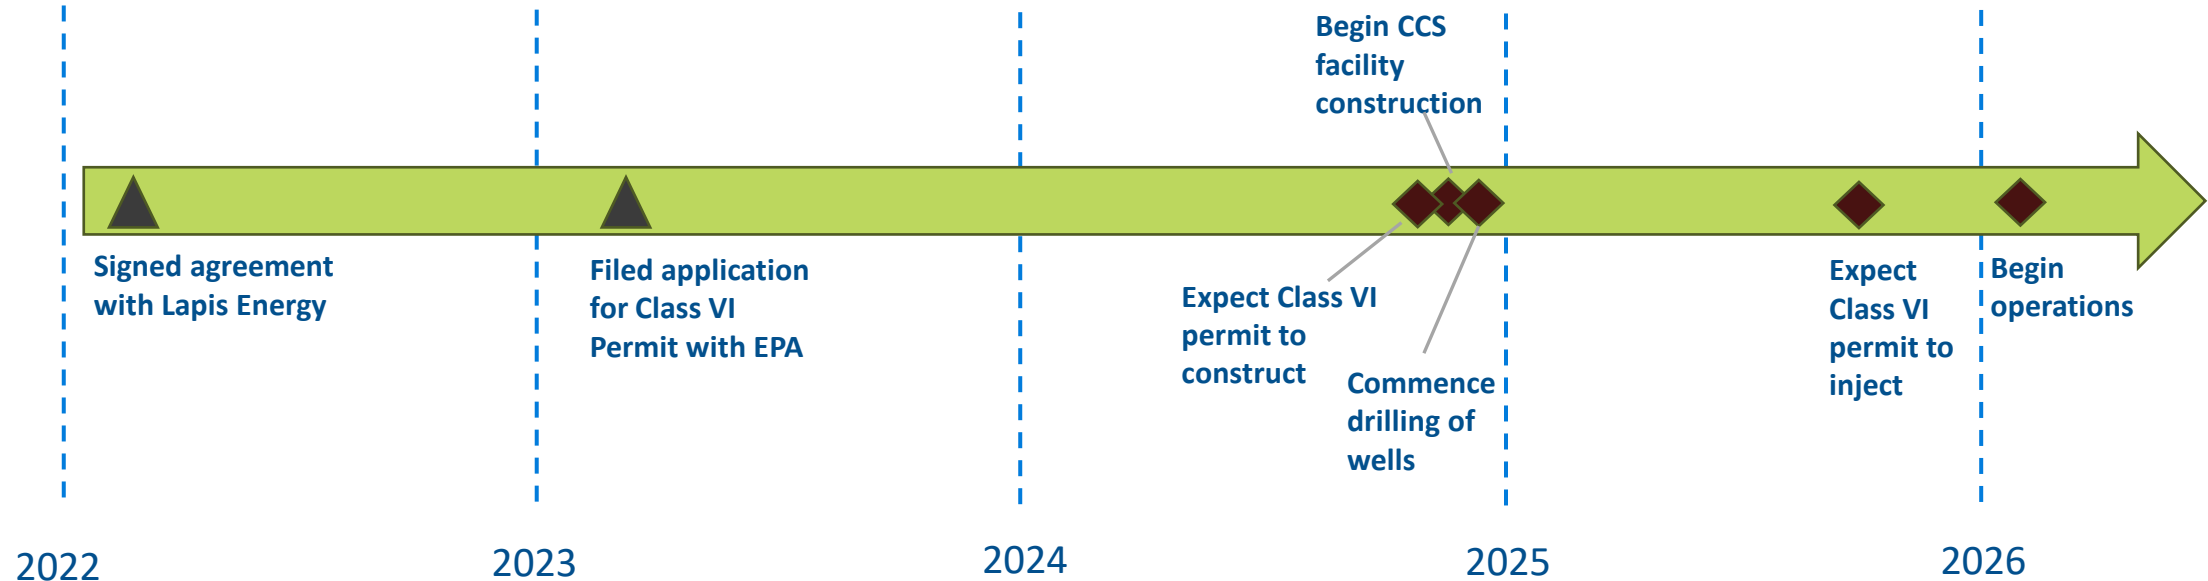 Begin CCS
facility
construction
Signed agreement
with Lapis Energy
Filed application
for Class VI
Permit with EPA
Expect Class VI
permit to
construct
Commence
drilling of
wells
Expect
Class VI
permit to
inject
Begin
operations
2022
2023
2024
2025
2026